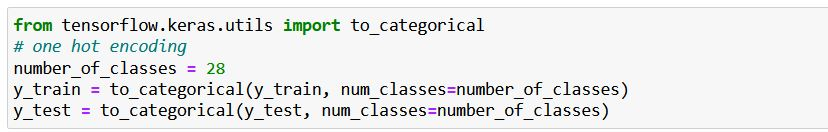 from tensorflow.keras.utils import to_categorical
# one hot encoding
number_of_classes = 28
y_train = to_categorical(y_train, num_classes=number_of_classes)
y_test = to_categorical(y_test, num_classes=number_of_classes)